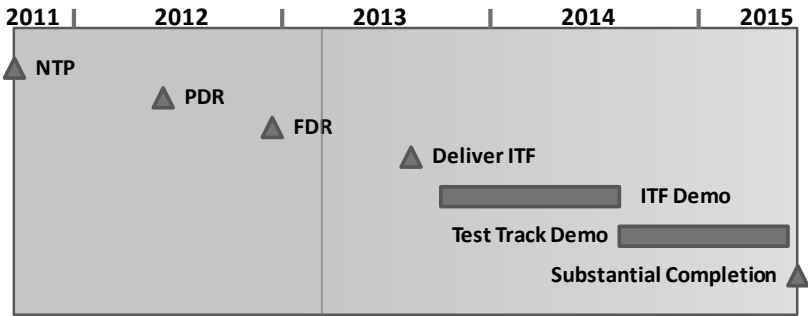 2011 2012 2013 2014 2015
NTP
PDR
FDR
Deliver ITF
ITF Demo
Test Track Demo
Substantial Completion